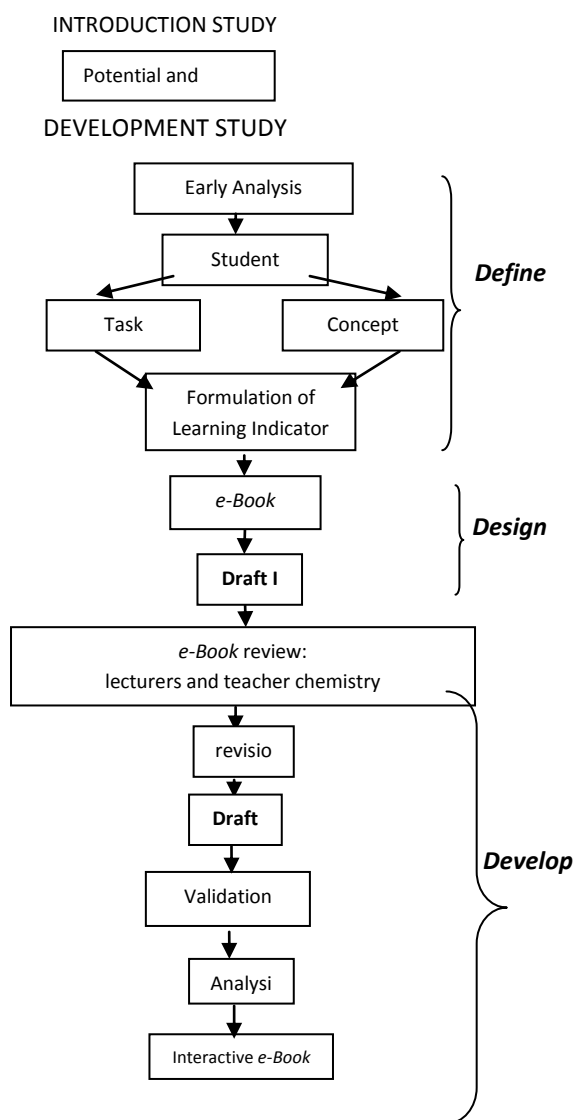 INTRODUCTION STUDY
Potential and
DEVELOPMENT STUDY
Early Analysis
Student
Define
Task
Concept
Formulation of
Learning Indicator
e-Book
Design
Draft I
e-Book review:
lecturers and teacher chemistry
revisio
Draft
Develop
Validation
Analysi
Interactive e-Book